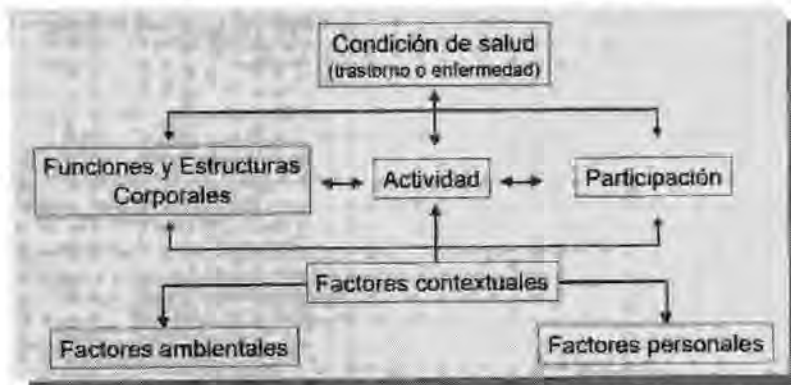 Condición de salud
(trastorno o enfermedad)
Funciones y Estructuras
Corporales
Actividad
Participación
Factores contextuales
Factores ambientales
Factores personales